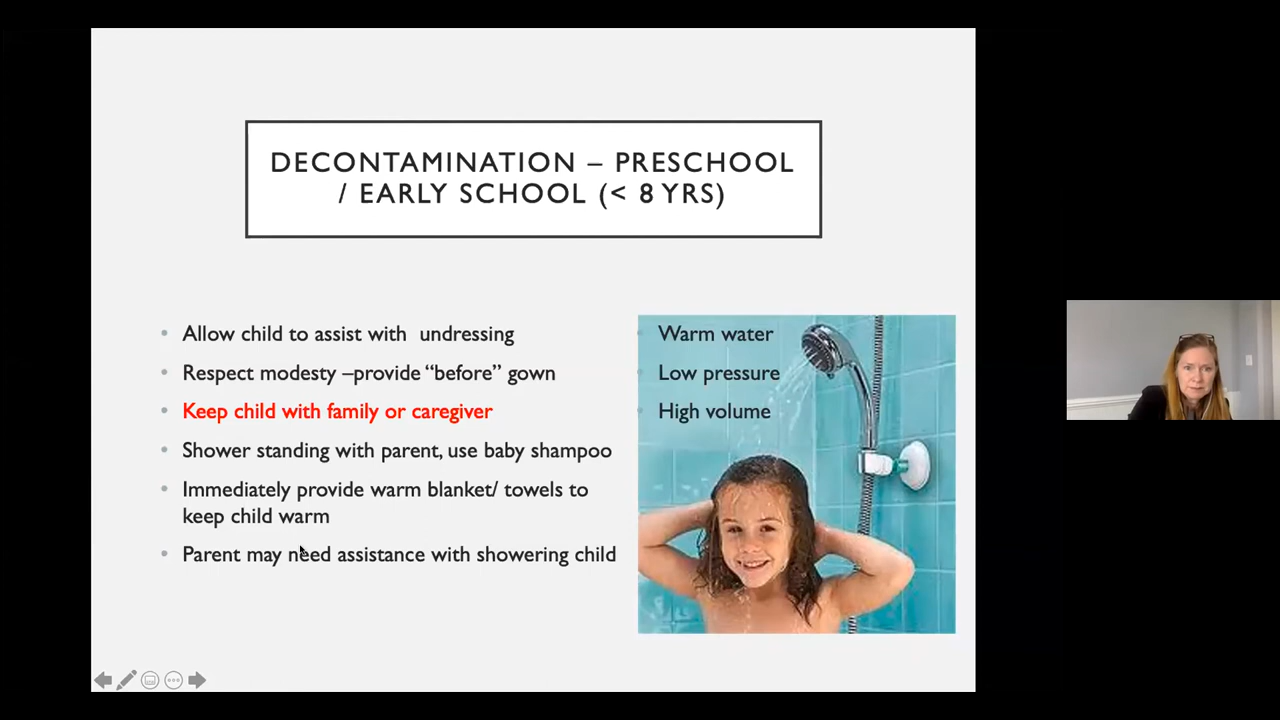 DECONTAMINATION – PRESCHOOL
/ EARLY SCHOOL (< 8 YRS)
• Allow child to assist with  undressing
• Respect modesty –provide “before” gown
• Keep child with family or caregiver
• Shower standing with parent, use baby shampoo
• Immediately provide warm blanket/ towels to
keep child warm
• Parent may need assistance with showering child
• Warm water
• Low pressure
• High volume